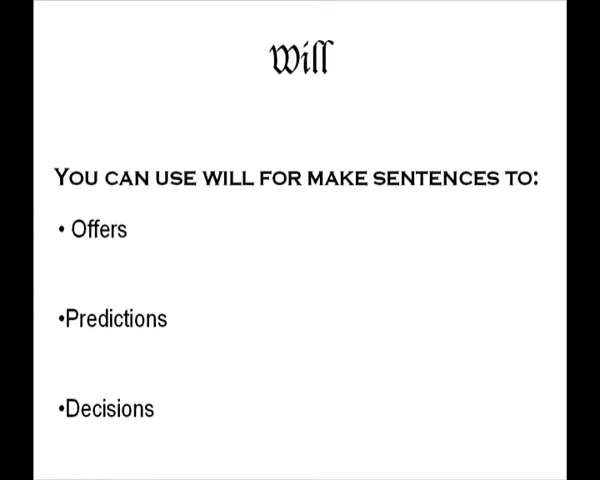 will
You can use will for make sentences to:
• Offers
•Predictions
•Decisions